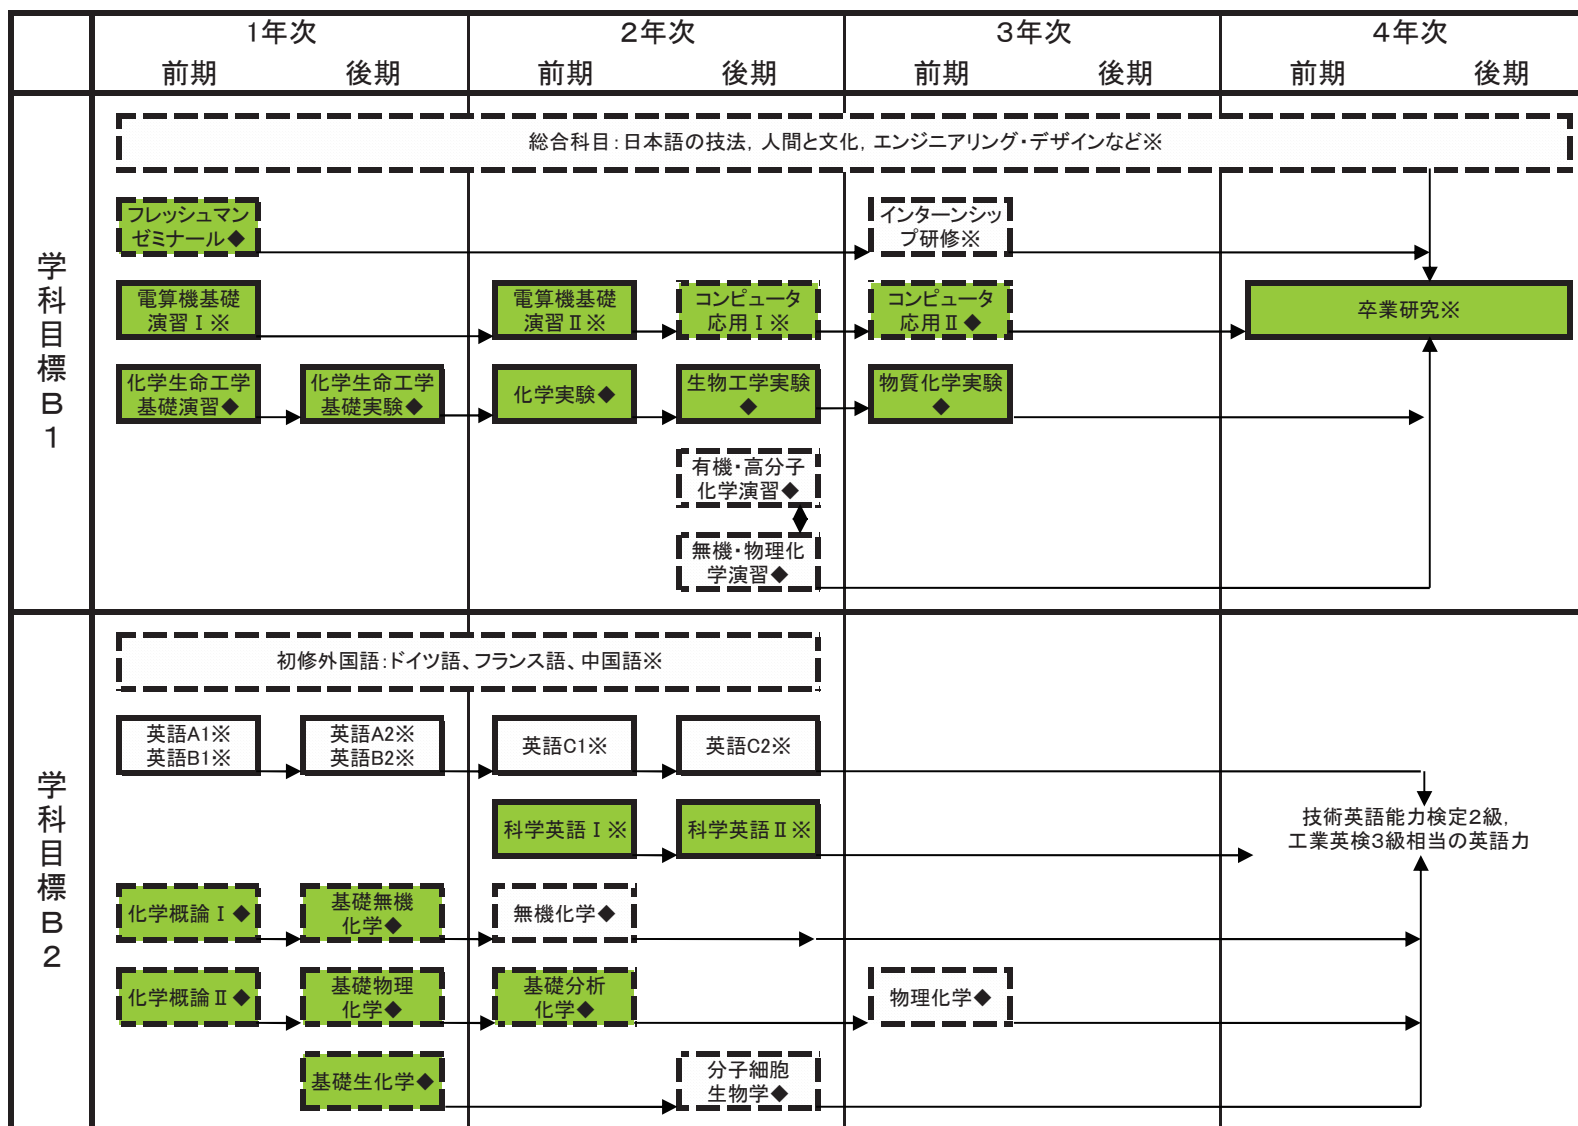 1年次
2年次
3年次
4年次
前期
後期
前期
後期
前期
後期
前期
後期
学科目標B1
総合科目:日本語の技法, 人間と文化, エンジニアリング・デザインなど※
フレッシュマン
ゼミナール◆
インターンシッ
プ研修※
電算機基礎
演習Ⅰ※
電算機基礎
演習Ⅱ※
コンピュータ
応用Ⅰ※
コンピュータ
応用Ⅱ◆
卒業研究※
化学生命工学
基礎演習◆
化学生命工学
基礎実験◆
化学実験◆
生物工学実験
◆
物質化学実験
◆
有機・高分子
化学演習◆
無機・物理化
学演習◆
学科目標B2
初修外国語:ドイツ語、フランス語、中国語※
英語A1※
英語B1※
英語A2※
英語B2※
英語C1※
英語C2※
科学英語Ⅰ※
科学英語Ⅱ※
技術英語能力検定2級,
工業英検3級相当の英語力
化学概論Ⅰ◆
基礎無機
化学◆
無機化学◆
化学概論Ⅱ◆
基礎物理
化学◆
基礎分析
化学◆
物理化学◆
基礎生化学◆
分子細胞
生物学◆